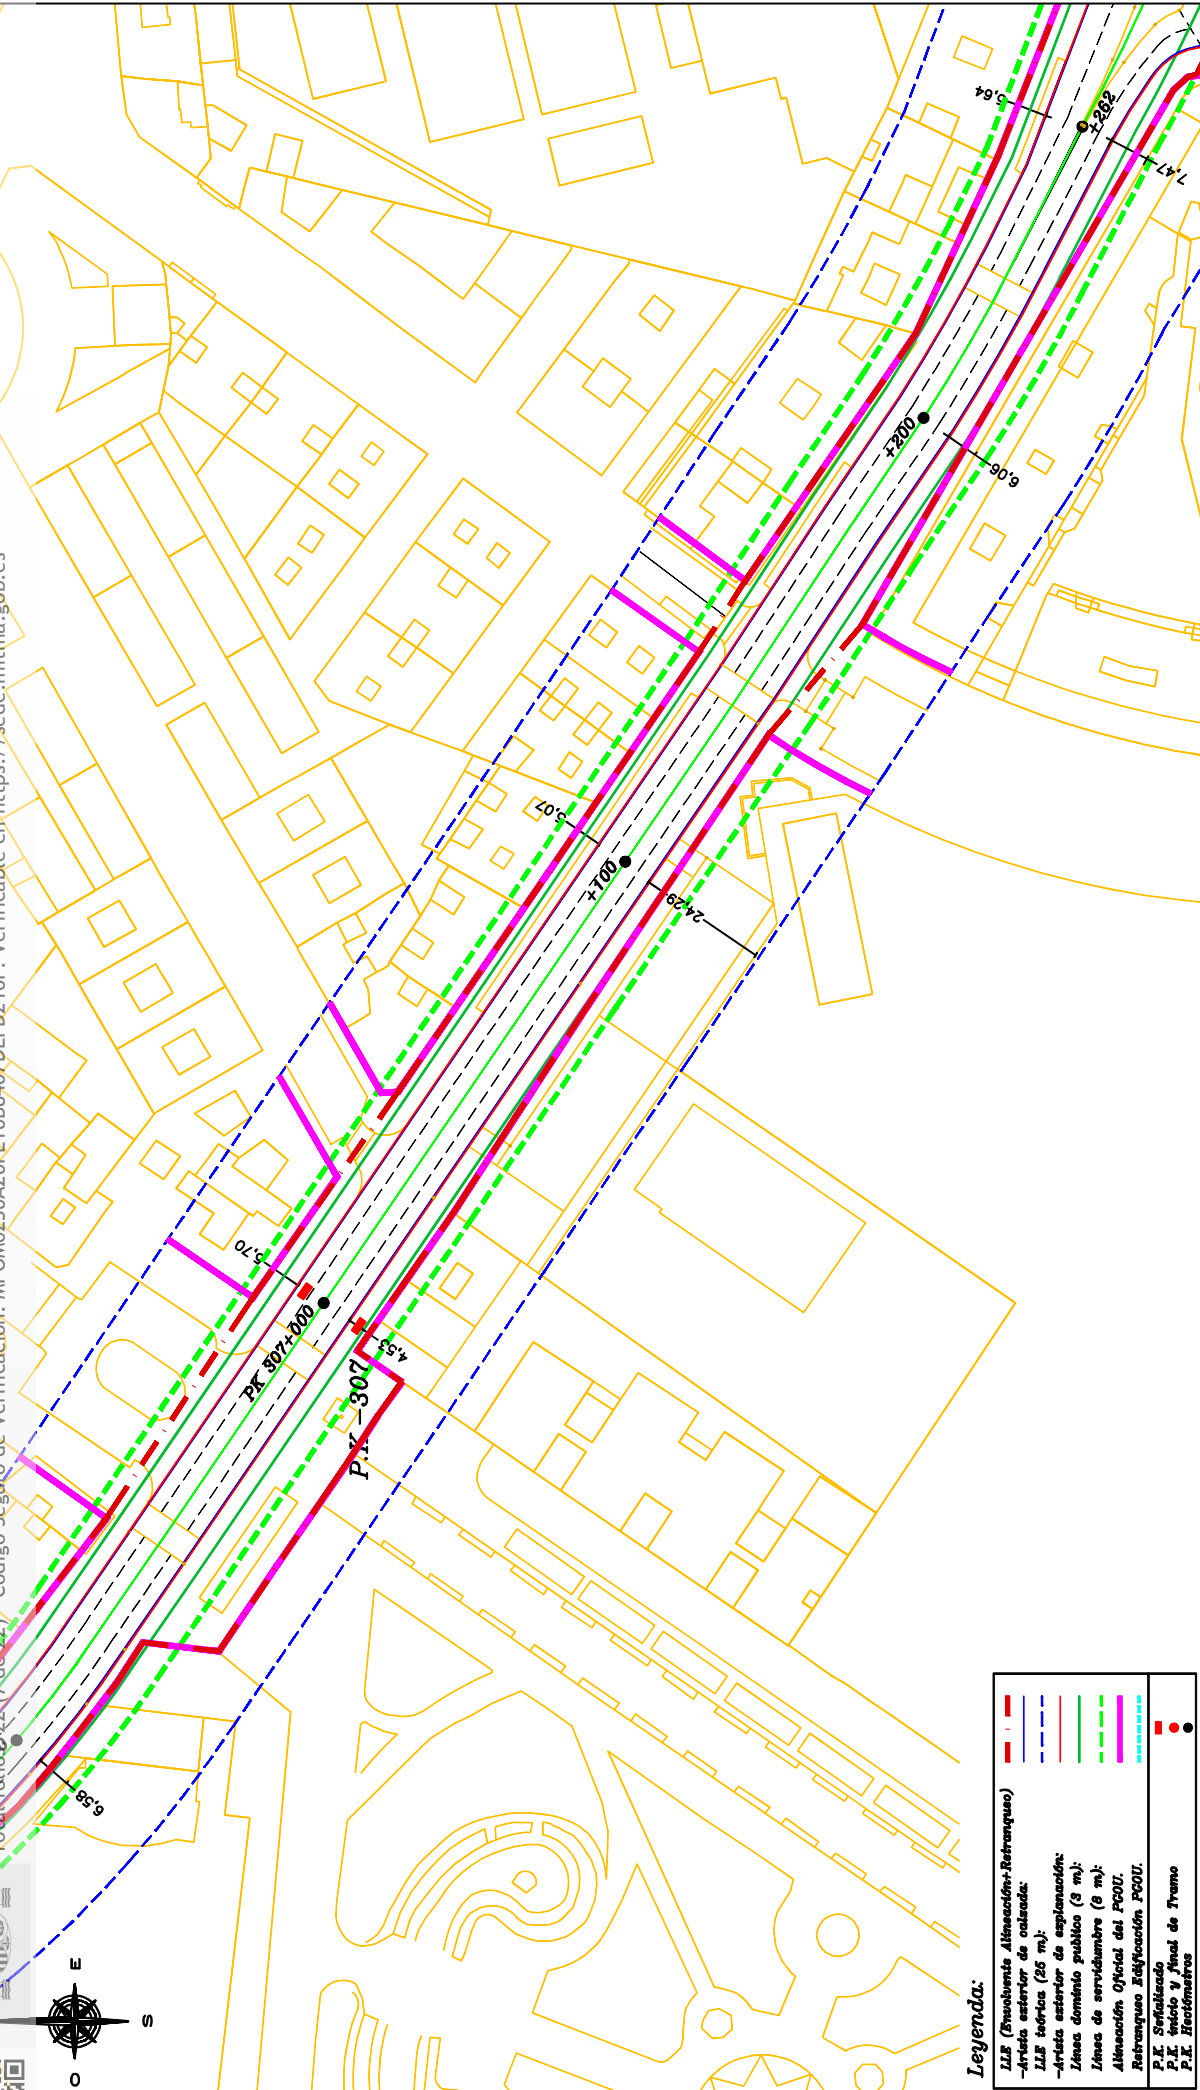 5,64
+262
7,47
+200
6,06
5,07
+100
24,29
5,70
PK 307+000
4,53
P.K -307
6,58
E
S
O
Leyenda:
LLE (Envolvente Alineación+Retranqueo)
-Arista exterior de calzada:
LLE teórica (25 m):
-Arista exterior de explanación:
Línea dominio publico (3 m):
Línea de servidumbre (8 m):
Alineación Oficial del PGOU.
Retranqueo Edificación PGOU.
P.K. Señalizado
P.K. inicio y final de Tramo
P.K. Hectómetros